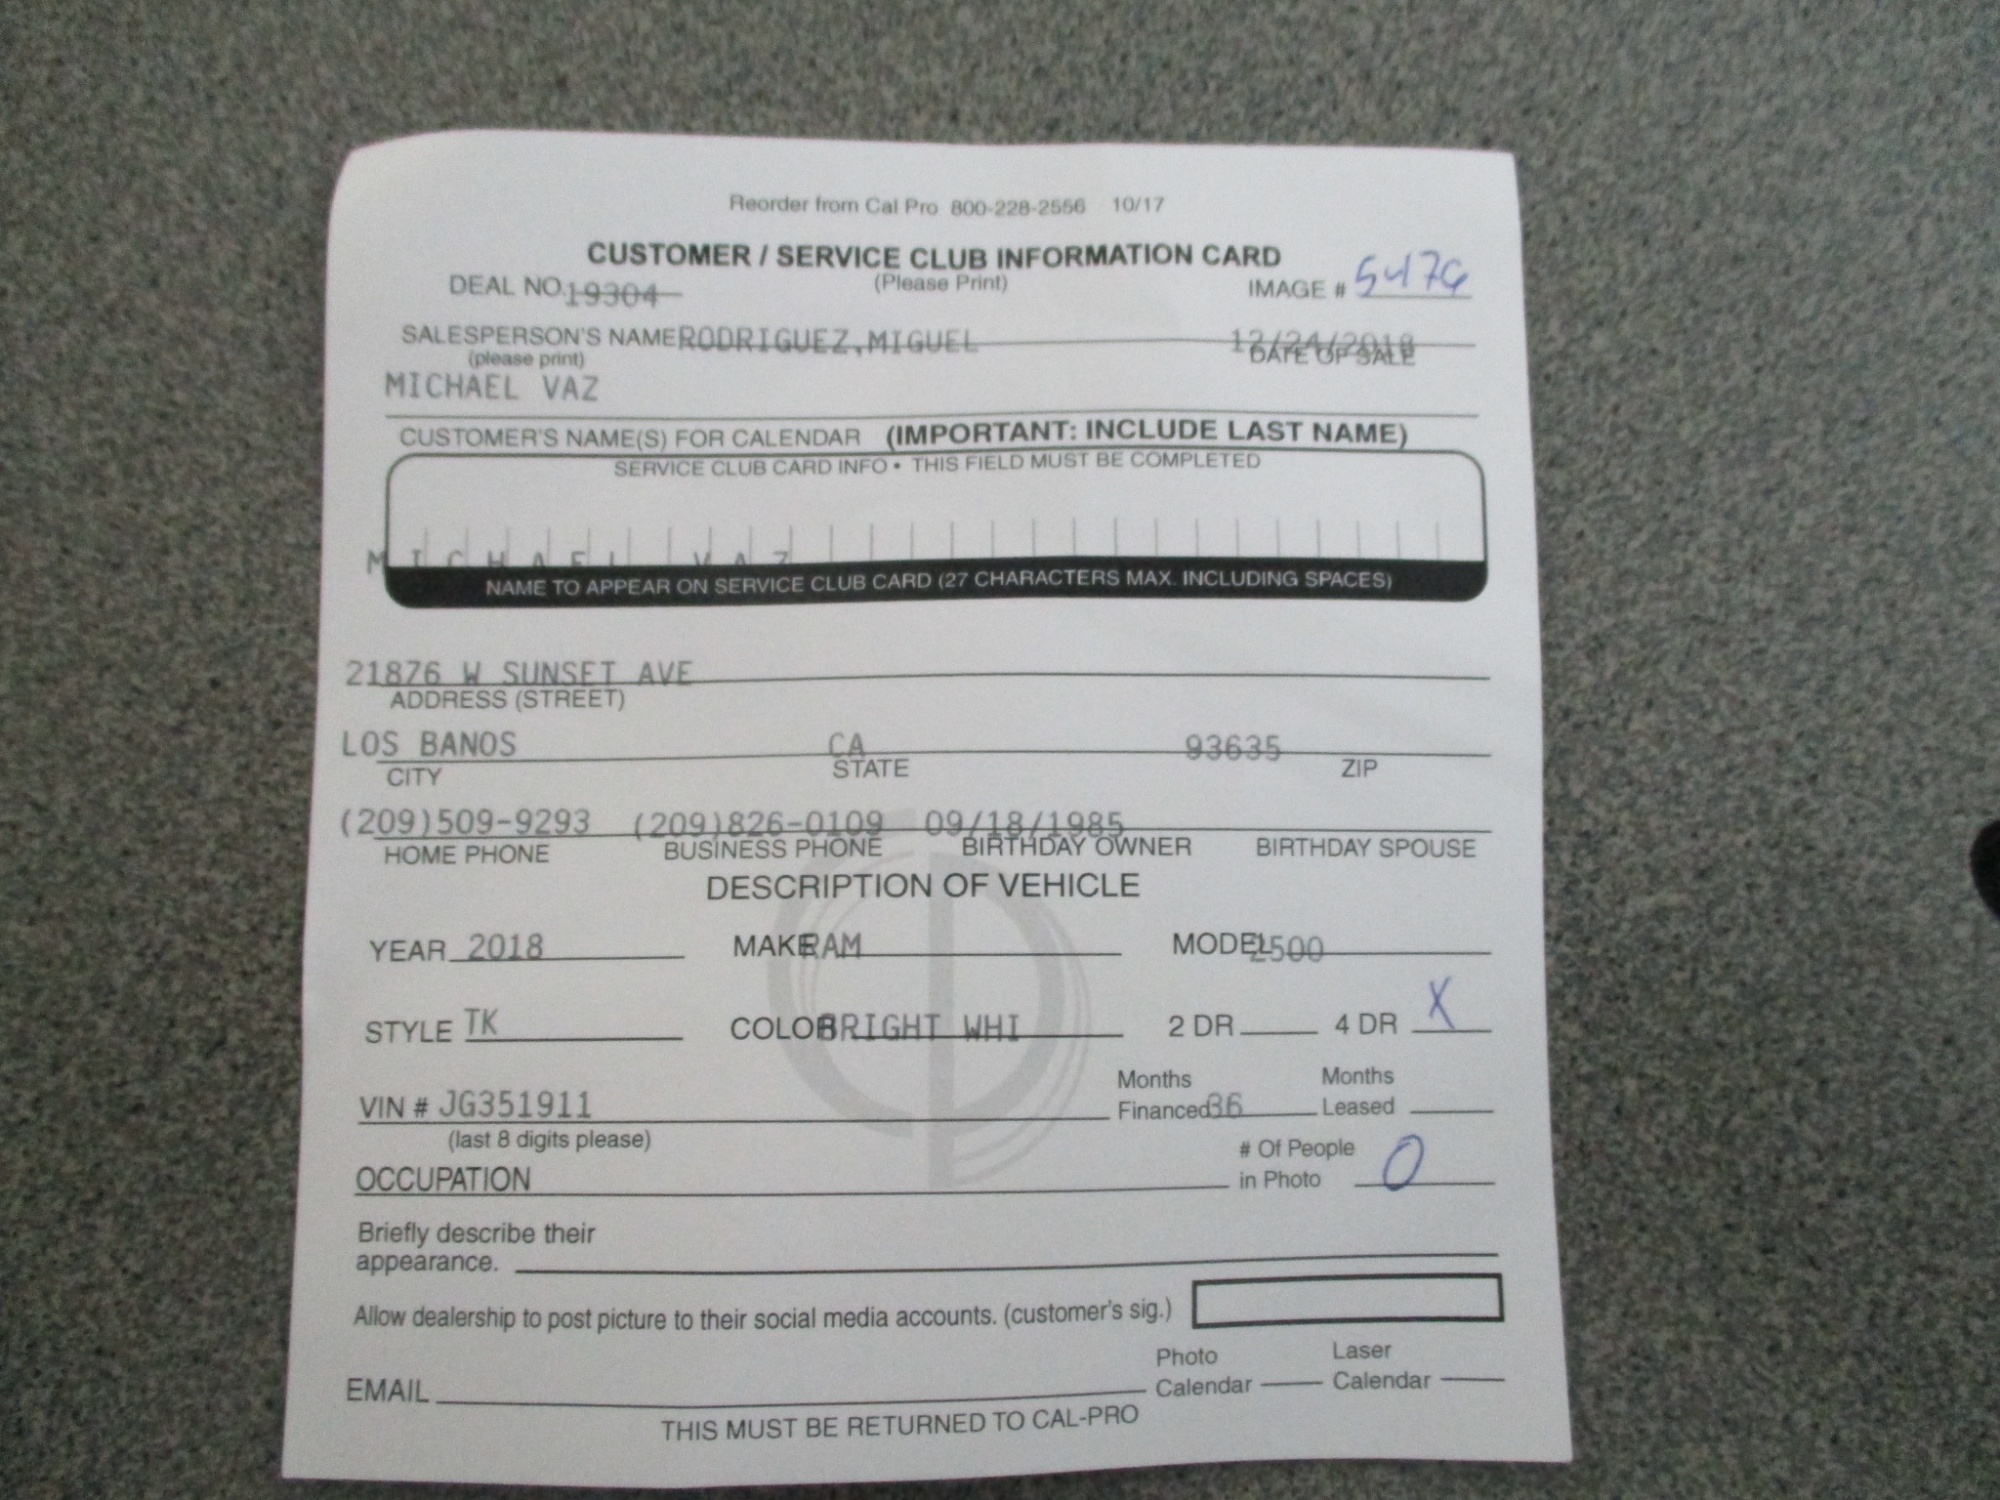 Reorder from Cal Pro 800-228-2556 10/17
CUSTOMER / SERVICE CLUB INFORMATION CARD
DEAL NO. 19304 (Please Print) IMAGE # 5476
SALESPERSON'S NAME RODRIGUEZ,MIGUEL 12/24/2018
(please print) DATE OF SALE
MICHAEL VAZ
CUSTOMER'S NAME(S) FOR CALENDAR (IMPORTANT: INCLUDE LAST NAME)
SERVICE CLUB CARD INFO • THIS FIELD MUST BE COMPLETED
MICHAEL VAZ
NAME TO APPEAR ON SERVICE CLUB CARD (27 CHARACTERS MAX. INCLUDING SPACES)
21876 W SUNSET AVE
ADDRESS (STREET)
LOS BANOS CA 93635
CITY STATE ZIP
(209)509-9293 (209)826-0109 09/18/1985
HOME PHONE BUSINESS PHONE BIRTHDAY OWNER BIRTHDAY SPOUSE
DESCRIPTION OF VEHICLE
YEAR 2018 MAKE RAM MODEL 2500
STYLE TK COLOR BRIGHT WHI 2 DR 4 DR X
Months Months
VIN # JG351911 Financed 36 Leased
(last 8 digits please) # Of People
OCCUPATION in Photo 0
Briefly describe their
appearance.
Allow dealership to post picture to their social media accounts. (customer's sig.)
Photo Laser
EMAIL Calendar Calendar
THIS MUST BE RETURNED TO CAL-PRO